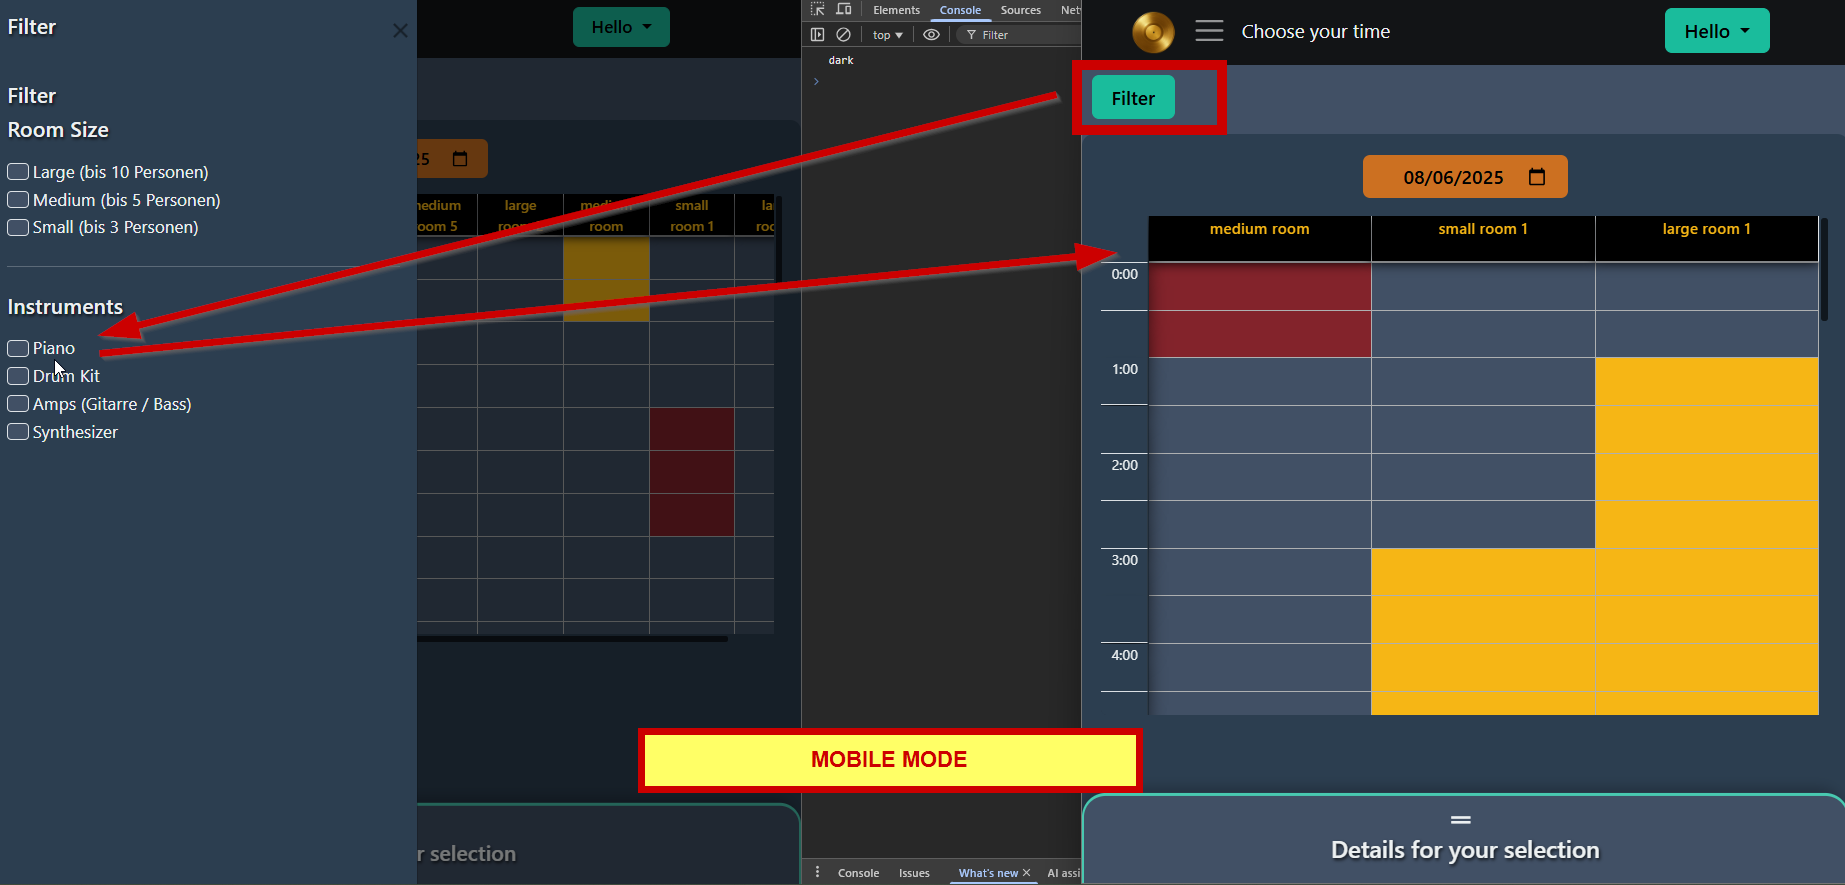 Filter
Filter
Room Size
Large (bis 10 Personen)
Medium (bis 5 Personen)
Small (bis 3 Personen)
Instruments
Piano
Drum Kit
Amps (Gitarre / Bass)
Synthesizer
Hello
25
medium
room 5
large
room
medium
room
small
room 1
selection
Elements Console Sources
top Filter
dark
Console Issues What's new AI assi
MOBILE MODE
Choose your time
Hello
Filter
08/06/2025
medium room small room 1 large room 1
0:00
1:00
2:00
3:00
4:00
Details for your selection